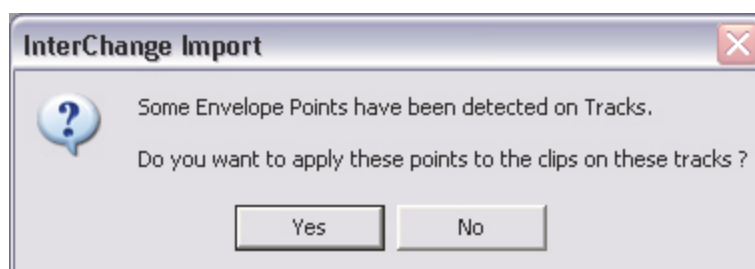 InterChange Import
Some Envelope Points have been detected on Tracks.
Do you want to apply these points to the clips on these tracks ?
Yes
No